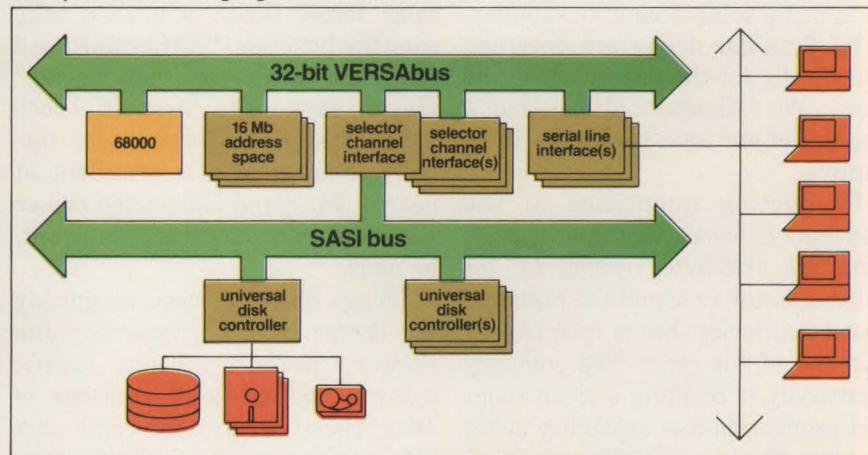 32-bit VERSAbus
68000
16 Mb
address
space
selector
channel
interface
selector
channel
interface(s)
serial line
interface(s)
SASI bus
universal
disk
controller
universal
disk
controller(s)